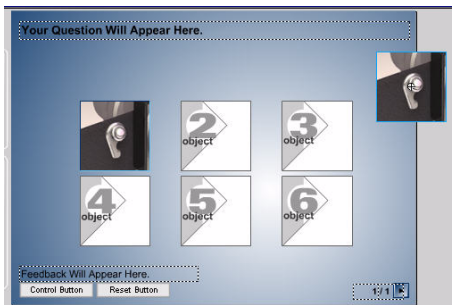 Your Question Will Appear Here.
2
object
3
object
4
object
5
object
6
object
Feedback Will Appear Here.
Control Button
Reset Button
1 / 1